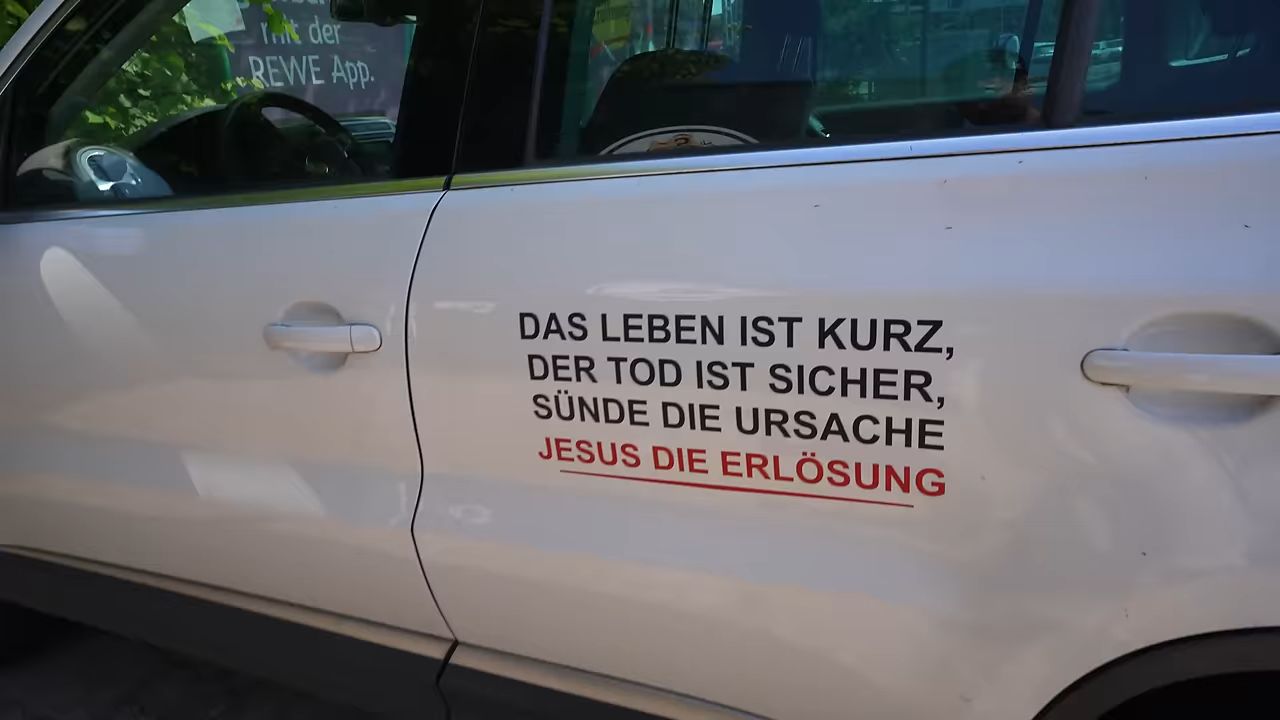 mit der
REWE App.
DAS LEBEN IST KURZ,
DER TOD IST SICHER,
SÜNDE DIE URSACHE
JESUS DIE ERLÖSUNG